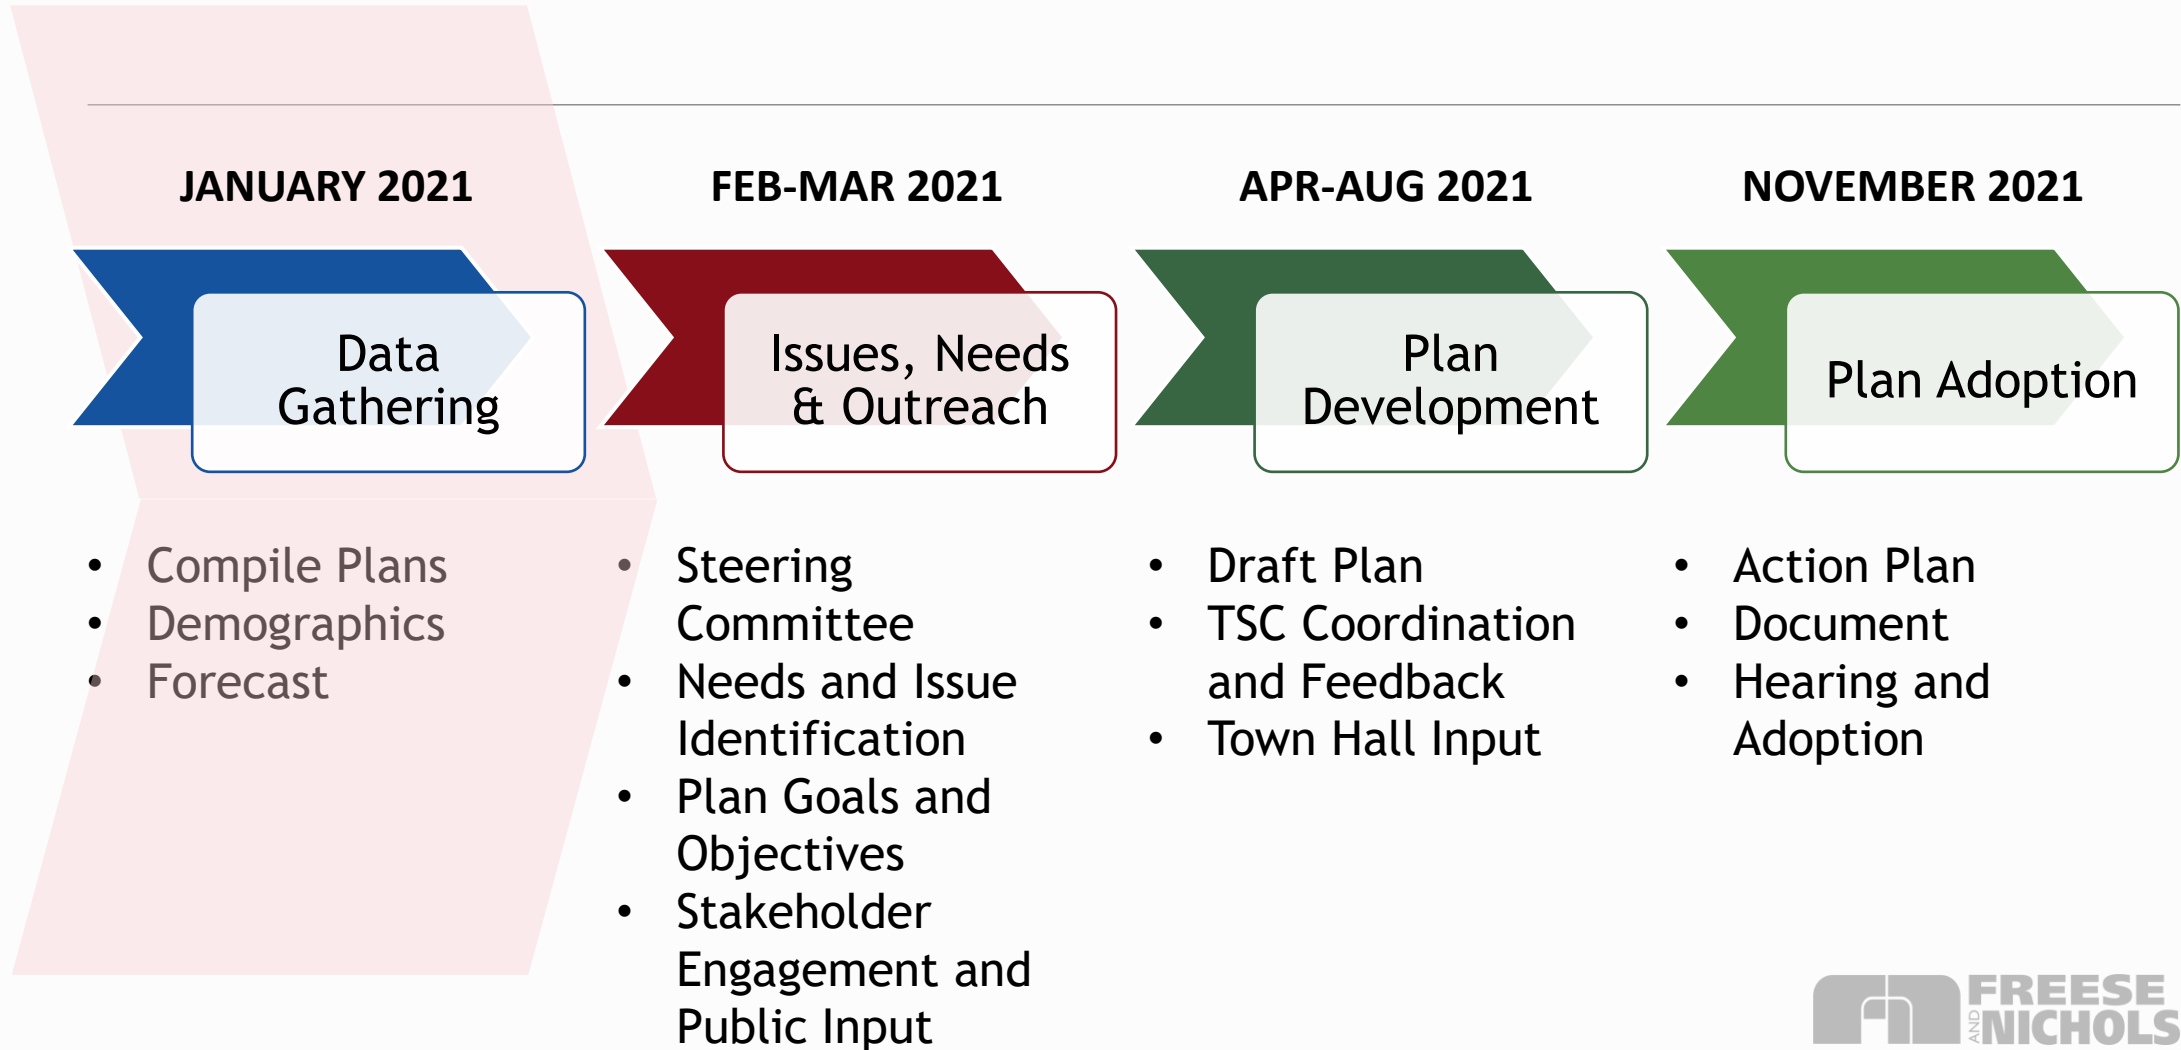 JANUARY 2021
Data
Gathering
• Compile Plans
• Demographics
• Forecast
FEB-MAR 2021
Issues, Needs
& Outreach
• Steering
Committee
• Needs and Issue
Identification
• Plan Goals and
Objectives
• Stakeholder
Engagement and
Public Input
APR-AUG 2021
Plan
Development
• Draft Plan
• TSC Coordination
and Feedback
• Town Hall Input
NOVEMBER 2021
Plan Adoption
• Action Plan
• Document
• Hearing and
Adoption
FREESE
AND NICHOLS